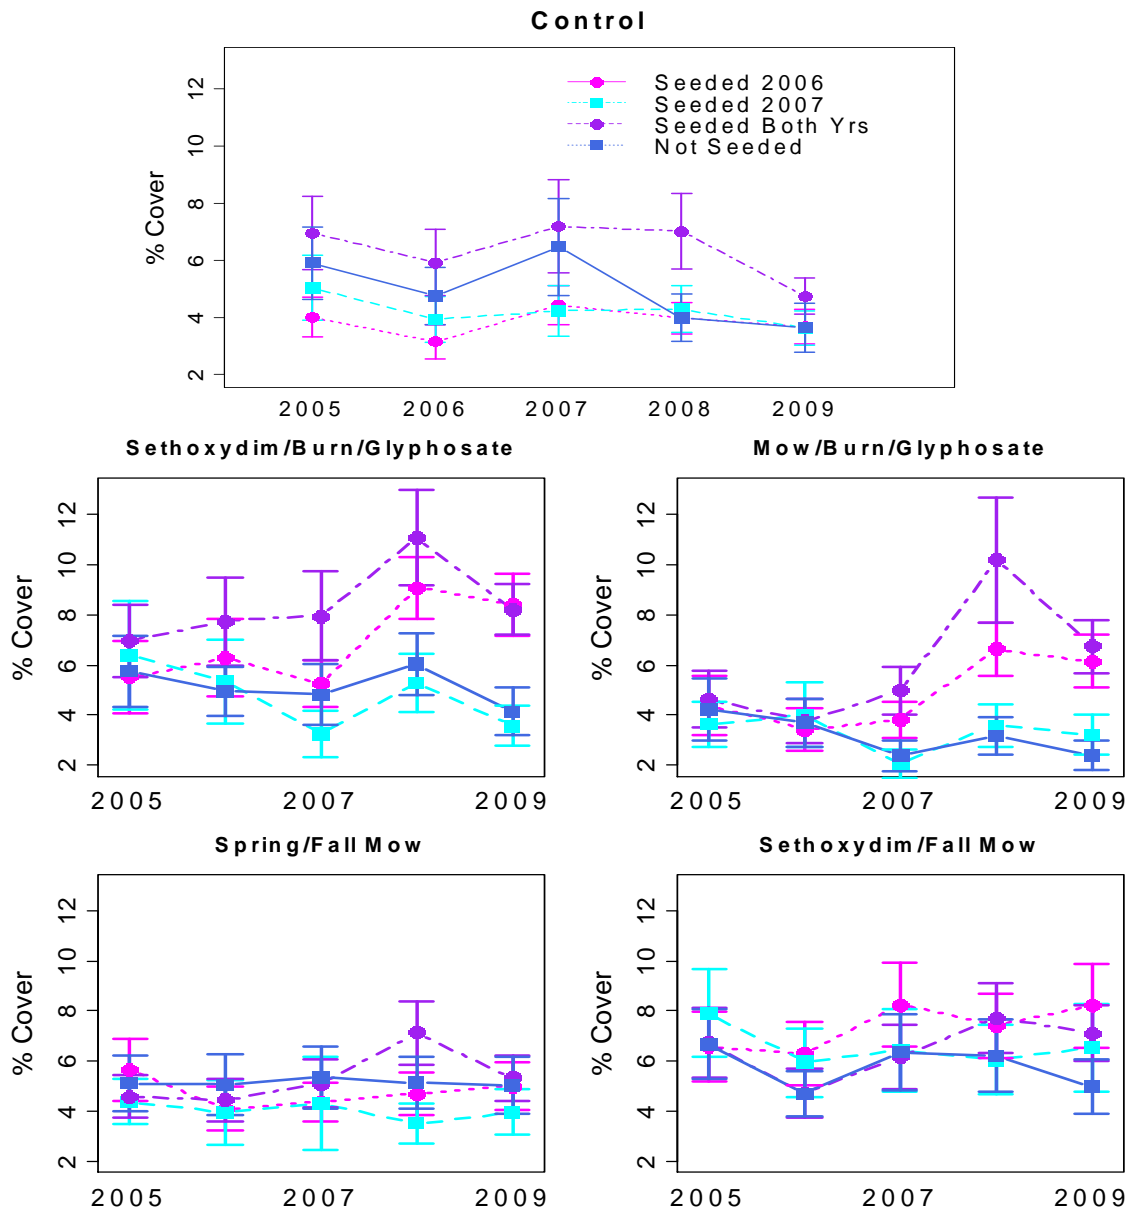 Control
% Cover
12
10
8
6
4
2
Seeded 2006
Seeded 2007
Seeded Both Yrs
Not Seeded
2005 2006 2007 2008 2009
Sethoxydim/Burn/Glyphosate
% Cover
12
10
8
6
4
2
2005 2007 2009
Mow/Burn/Glyphosate
% Cover
12
10
8
6
4
2
2005 2007 2009
Spring/Fall Mow
% Cover
12
10
8
6
4
2
2005 2007 2009
Sethoxydim/Fall Mow
% Cover
12
10
8
6
4
2
2005 2007 2009